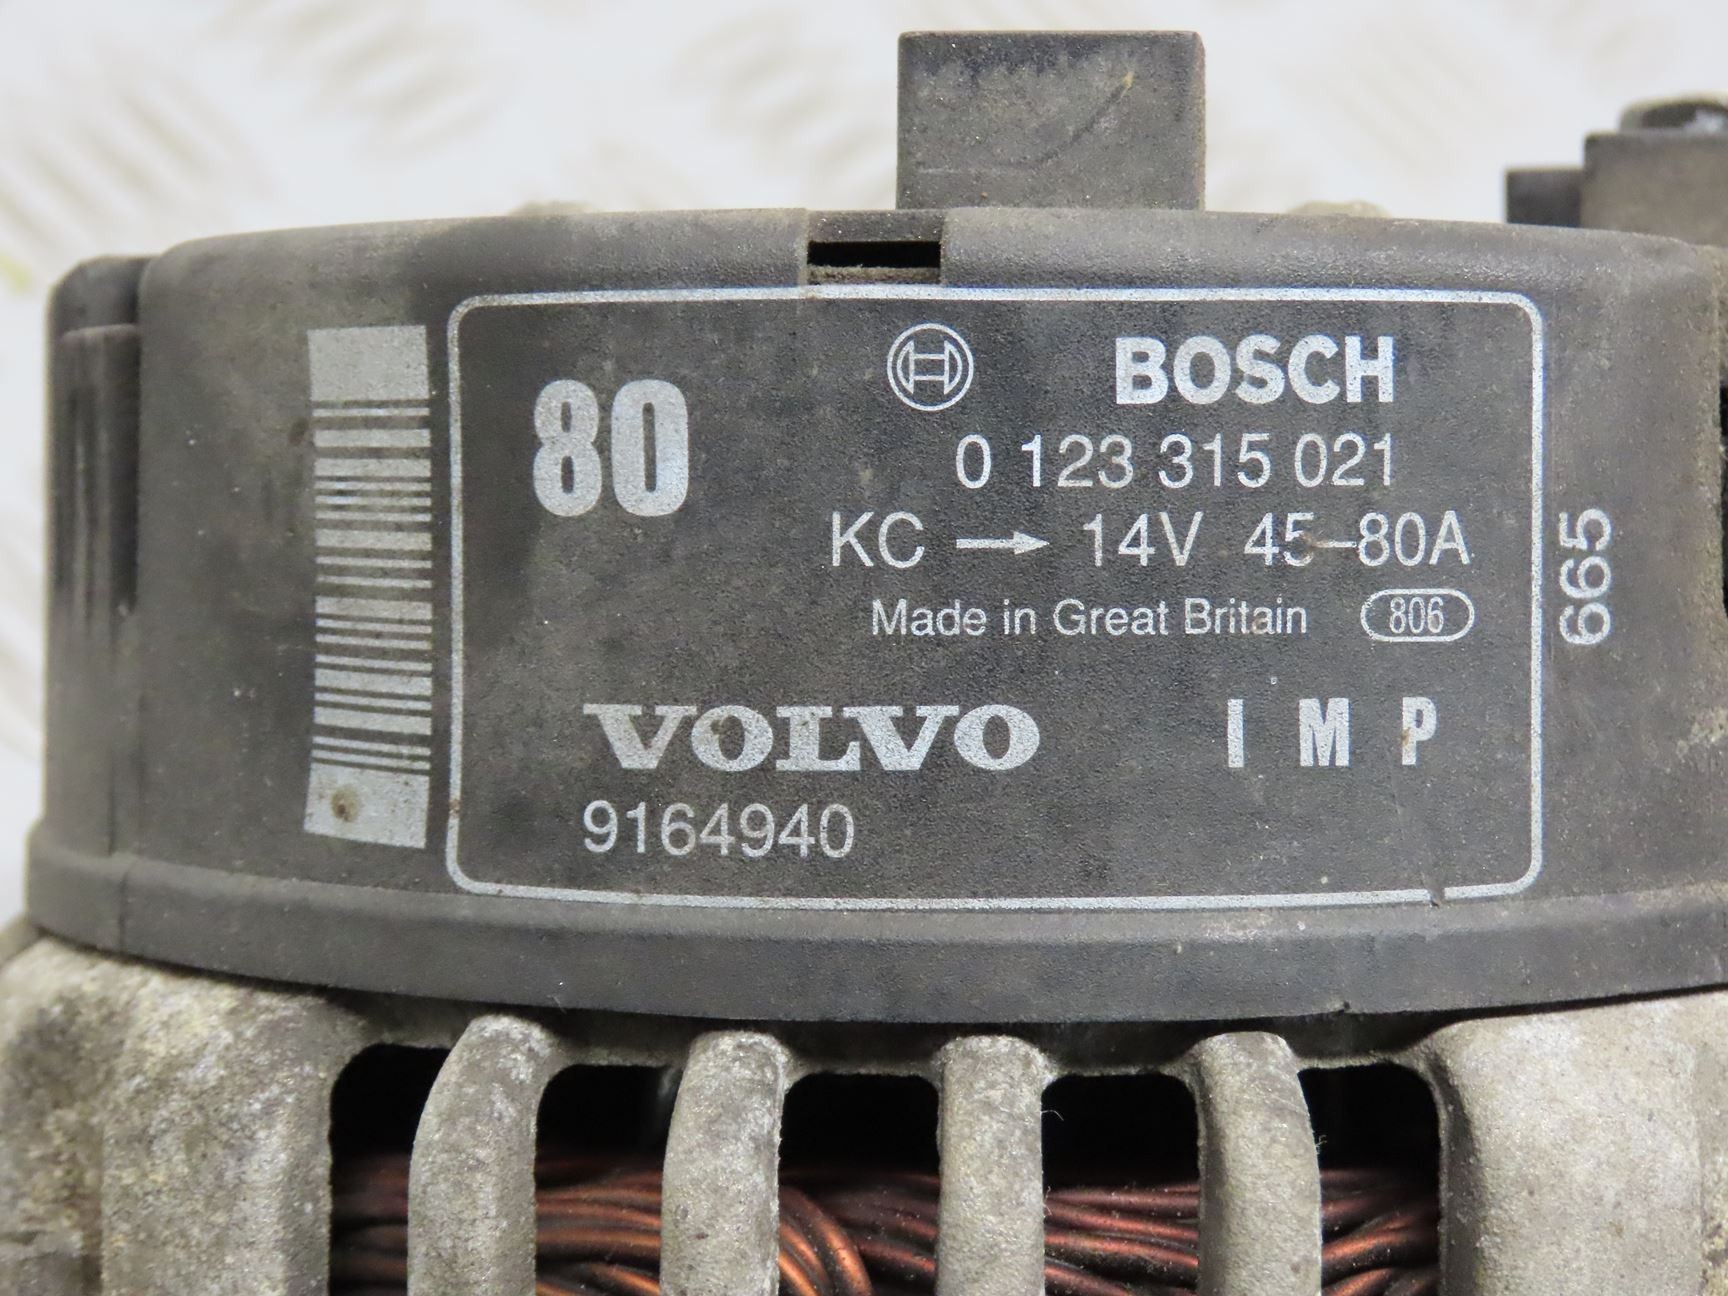 80
BOSCH
0 123 315 021
KC → 14V 45-80A
Made in Great Britain 806
665
VOLVO I M P
9164940